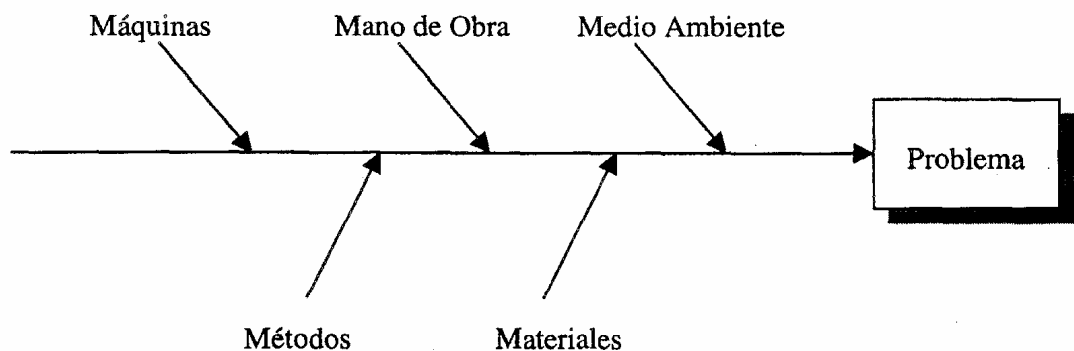 Máquinas
Mano de Obra
Medio Ambiente
Problema
Métodos
Materiales